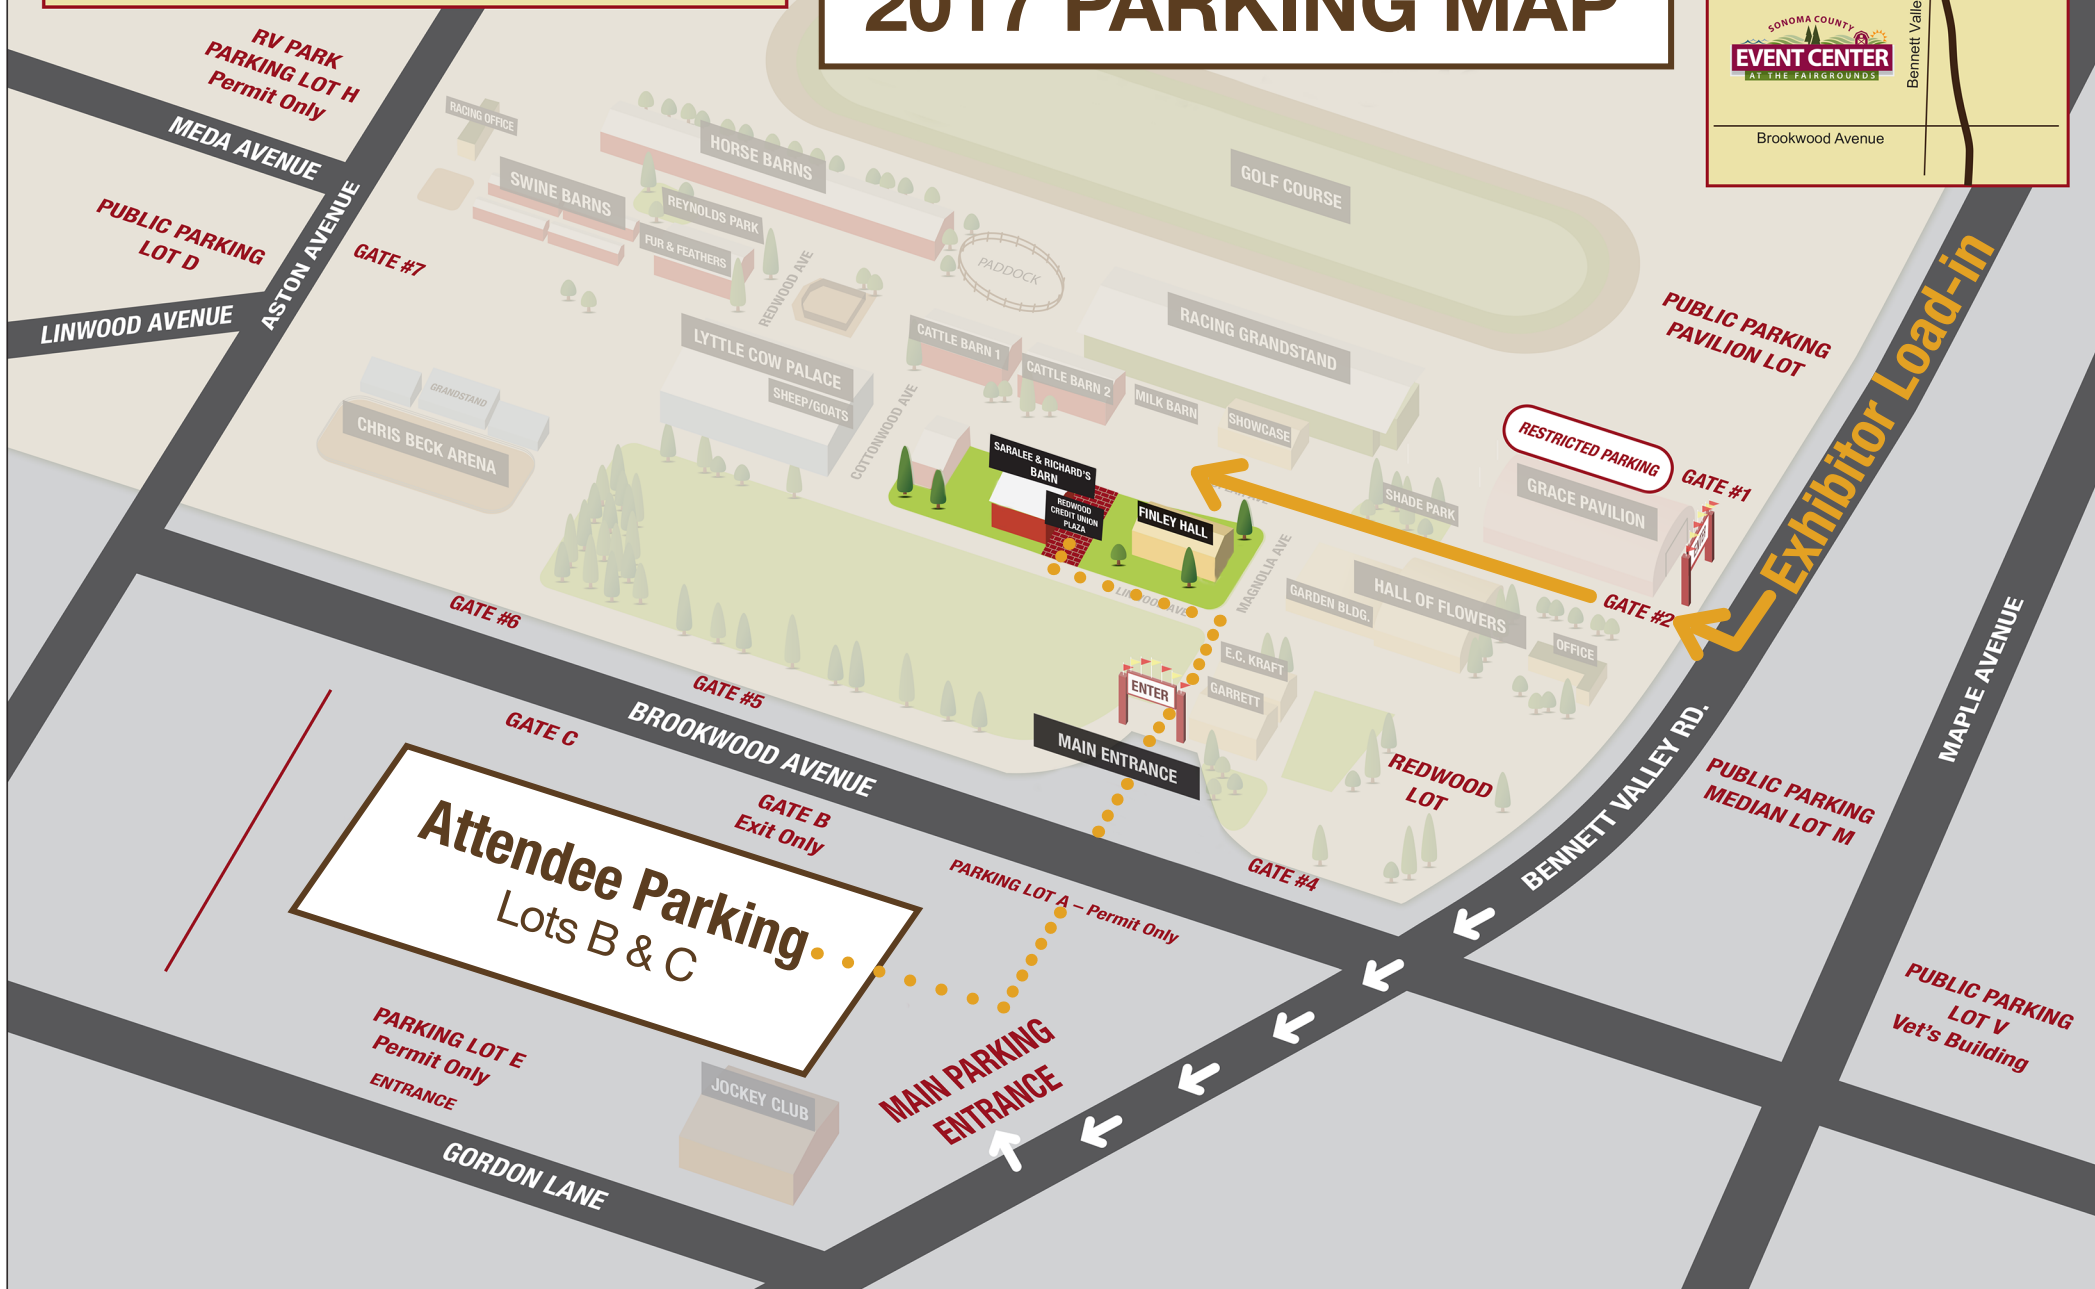 2017 PARKING MAP
SONOMA COUNTY
EVENT CENTER
AT THE FAIRGROUNDS
Brookwood Avenue
RV PARK
PARKING LOT H
Permit Only
MEDA AVENUE
PUBLIC PARKING
LOT D
LINWOOD AVENUE
ASTON AVENUE
GATE #7
RACING OFFICE
SWINE BARNS
HORSE BARNS
REYNOLDS PARK
FUR & FEATHERS
REDWOOD AVE
PADDOCK
GOLF COURSE
RACING GRANDSTAND
CATTLE BARN 1
CATTLE BARN 2
MILK BARN
SHOWCASE
LYTTLE COW PALACE
SHEEP/GOATS
COTTONWOOD AVE
GRANDSTAND
CHRIS BECK ARENA
SARALEE & RICHARD'S
BARN
REDWOOD
CREDIT UNION
PLAZA
FINLEY HALL
MAGNOLIA AVE
SHADE PARK
GRACE PAVILION
RESTRICTED PARKING
GATE #1
ENTER
PUBLIC PARKING
PAVILION LOT
Exhibitor Load-in
GATE #2
HALL OF FLOWERS
GARDEN BLDG.
OFFICE
E.C. KRAFT
GARRETT
ENTER
MAIN ENTRANCE
REDWOOD
LOT
GATE #6
GATE #5
BROOKWOOD AVENUE
GATE C
GATE B
Exit Only
GATE #4
BENNETT VALLEY RD.
MAPLE AVENUE
PUBLIC PARKING
MEDIAN LOT M
PUBLIC PARKING
LOT V
Vet's Building
Attendee Parking
Lots B & C
PARKING LOT A – Permit Only
MAIN PARKING
ENTRANCE
PARKING LOT E
Permit Only
ENTRANCE
JOCKEY CLUB
GORDON LANE